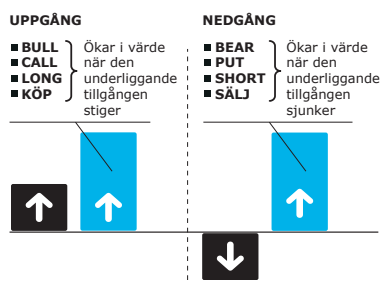 UPPGÅNG
BULL
CALL
LONG
KÖP
Ökar i värde
när den
underliggande
tillgången
stiger
NEDGÅNG
BEAR
PUT
SHORT
SÄLJ
Ökar i värde
när den
underliggande
tillgången
sjunker